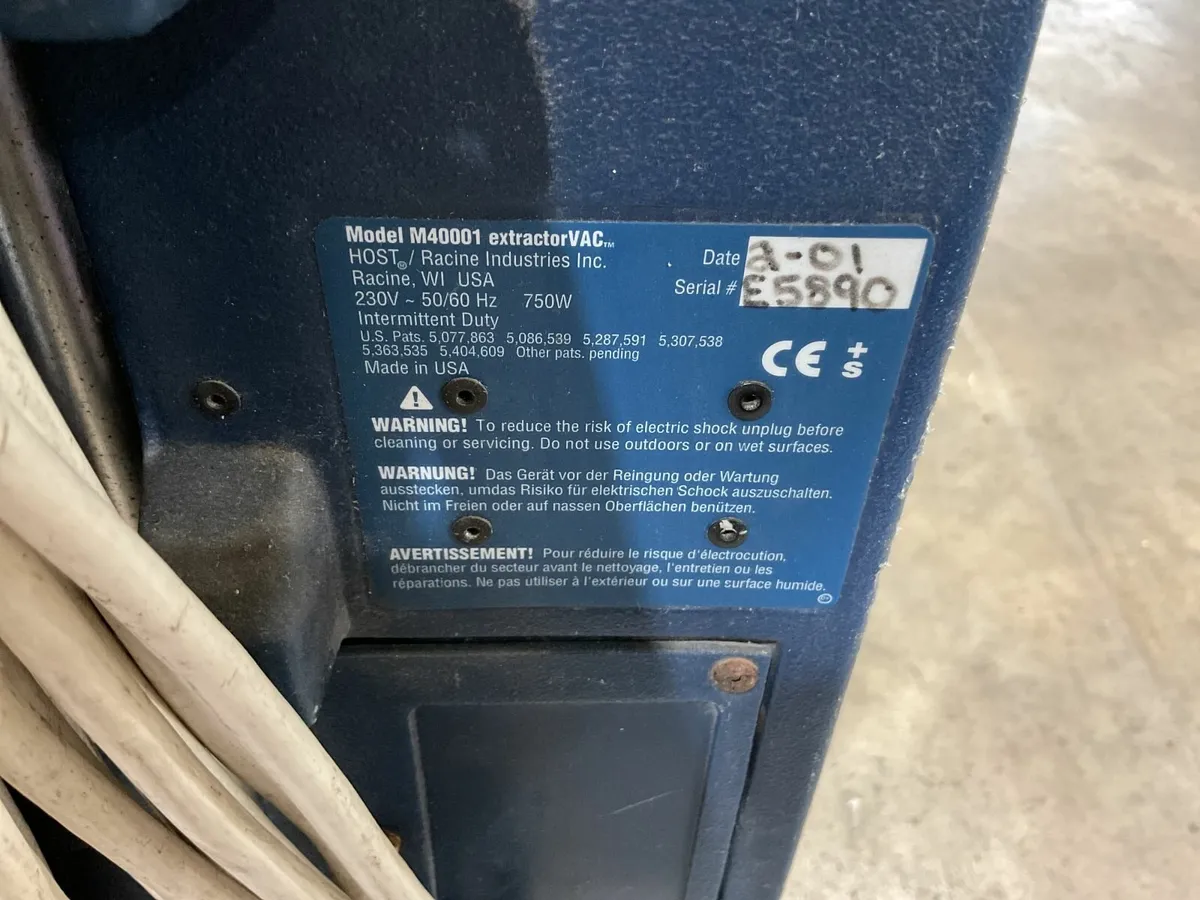 Model M40001 extractorVAC™
HOST®/ Racine Industries Inc.
Racine, WI USA
230V ~ 50/60 Hz 750W
Intermittent Duty
U.S. Pats. 5,077,863 5,086,539 5,287,591 5,307,538
5,363,535 5,404,609 Other pats. pending
Made in USA
Date 2-01
Serial # E5890
CE +S
WARNING! To reduce the risk of electric shock unplug before
cleaning or servicing. Do not use outdoors or on wet surfaces.
WARNUNG! Das Gerät vor der Reingung oder Wartung
ausstecken, umdas Risiko für elektrischen Schock auszuschalten.
Nicht im Freien oder auf nassen Oberflächen benützen.
AVERTISSEMENT! Pour réduire le risque d'électrocution,
débrancher du secteur avant le nettoyage, l'entretien ou les
réparations. Ne pas utiliser à l'extérieur ou sur une surface humide.